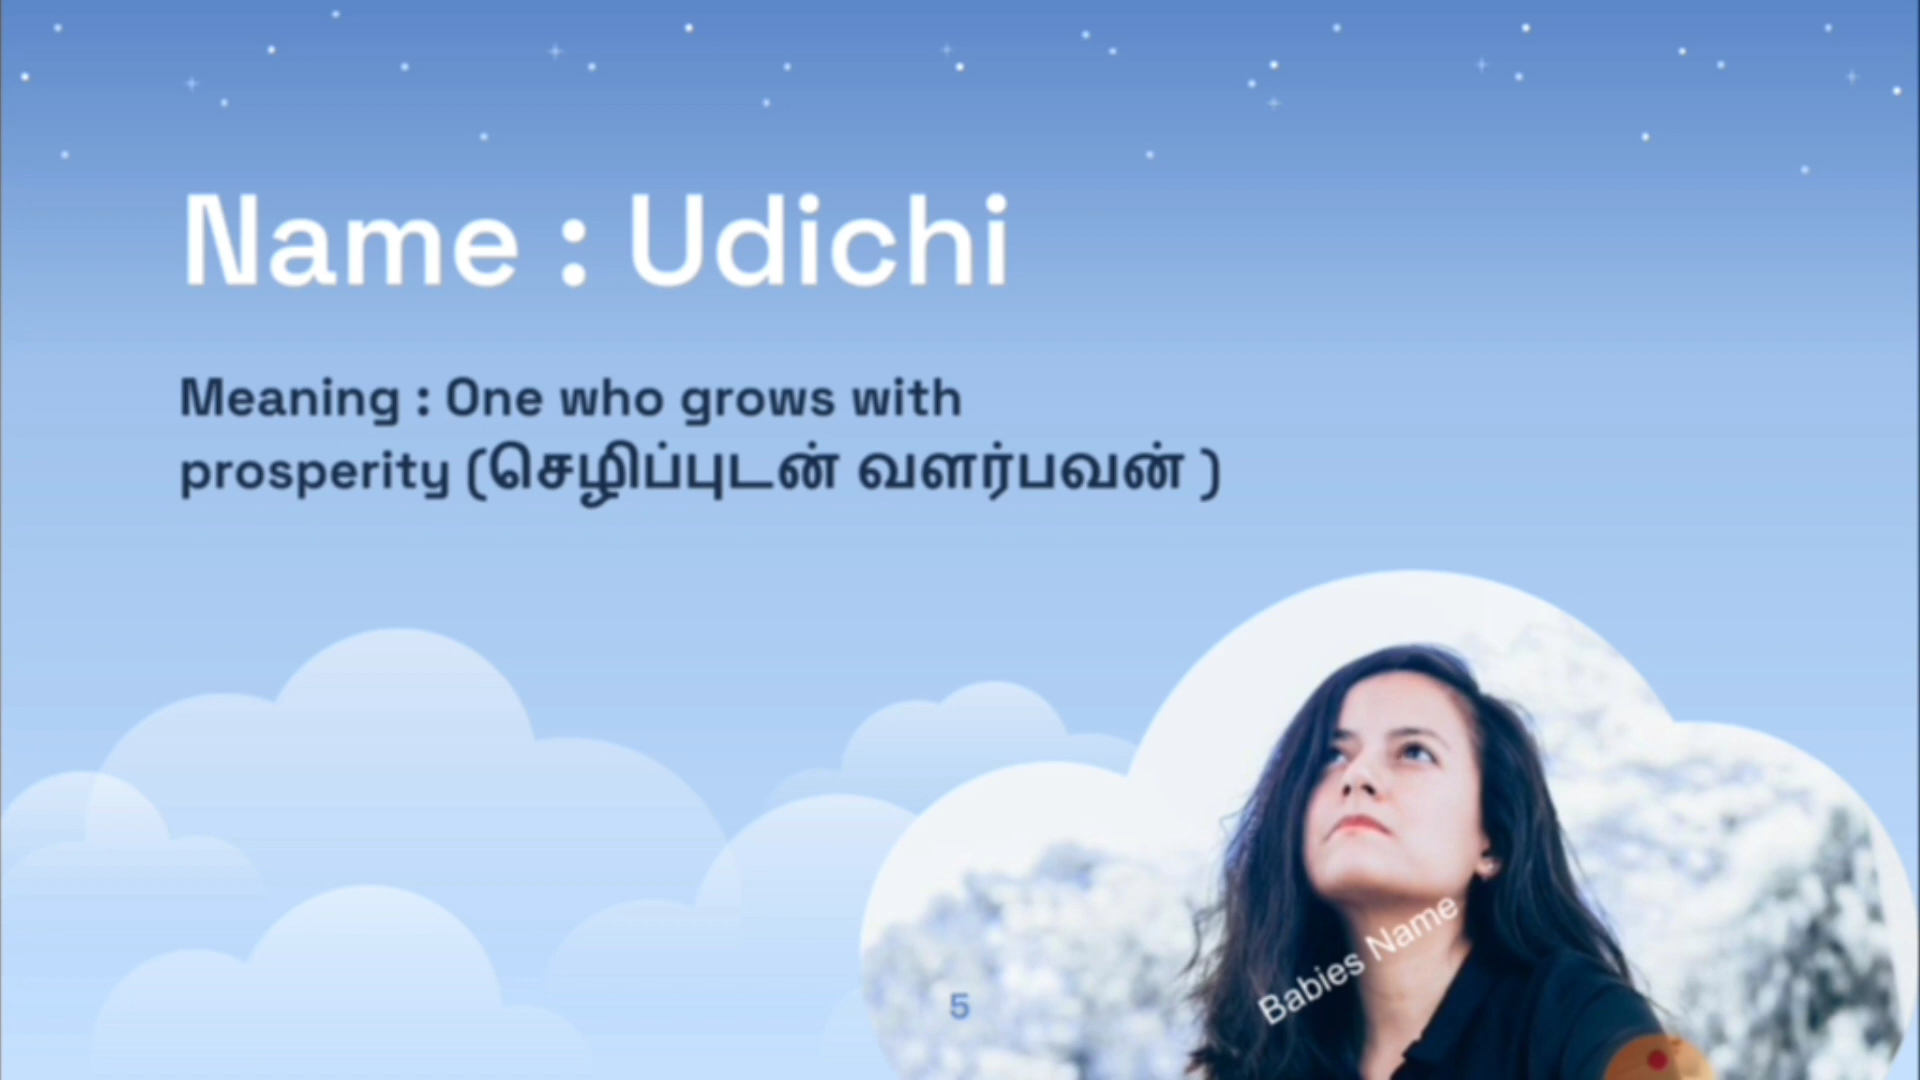 Name : Udichi
Meaning : One who grows with
prosperity (செழிப்புடன் வளர்பவன் )
Babies Name
5